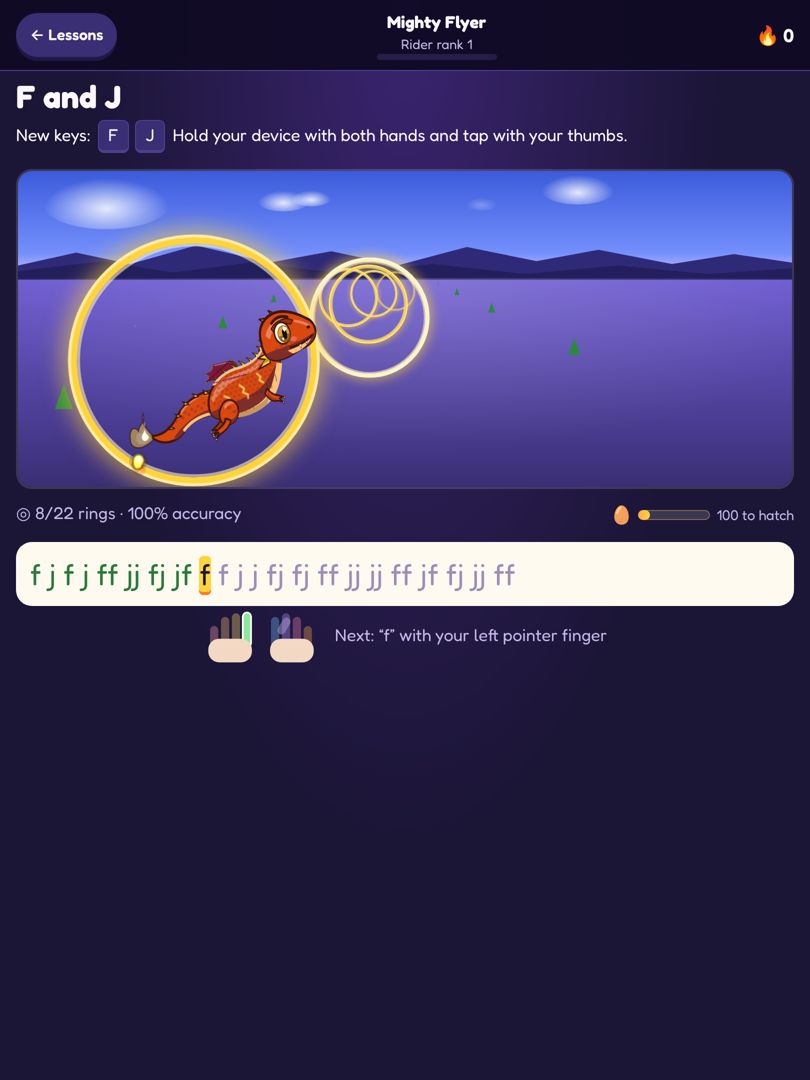 ← Lessons
Mighty Flyer
Rider rank 1
🔥 0
F and J
New keys: F J Hold your device with both hands and tap with your thumbs.
◎ 8/22 rings · 100% accuracy
100 to hatch
f j f j ff jj fj jf f f j j fj fj ff jj jj ff jf fj jj ff
Next: “f” with your left pointer finger